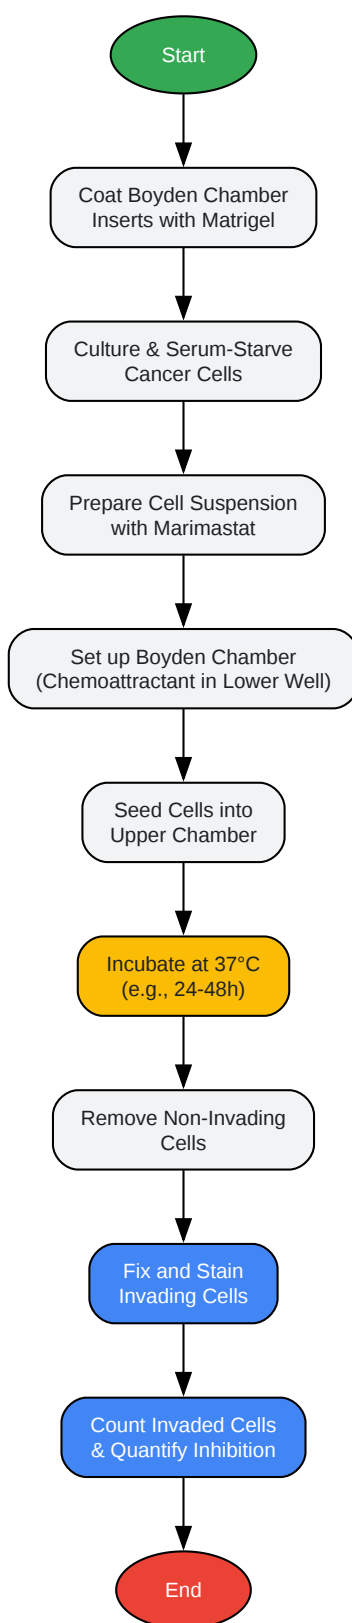 Start
Coat Boyden Chamber
Inserts with Matrigel
Culture & Serum-Starve
Cancer Cells
Prepare Cell Suspension
with Marimastat
Set up Boyden Chamber
(Chemoattractant in Lower Well)
Seed Cells into
Upper Chamber
Incubate at 37°C
(e.g., 24-48h)
Remove Non-Invading
Cells
Fix and Stain
Invading Cells
Count Invaded Cells
& Quantify Inhibition
End